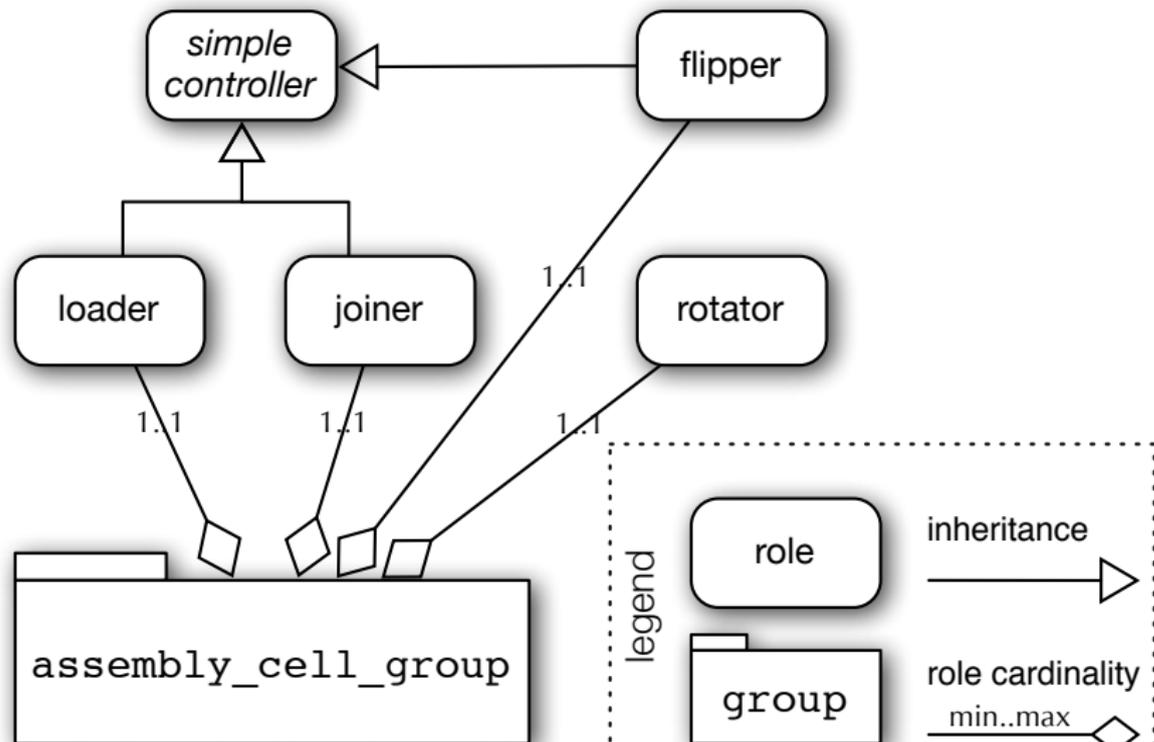 simple
controller
flipper
loader
joiner
1..1
rotator
1..1
1..1
1..1
assembly_cell_group
legend
role
inheritance
group
role cardinality
min..max